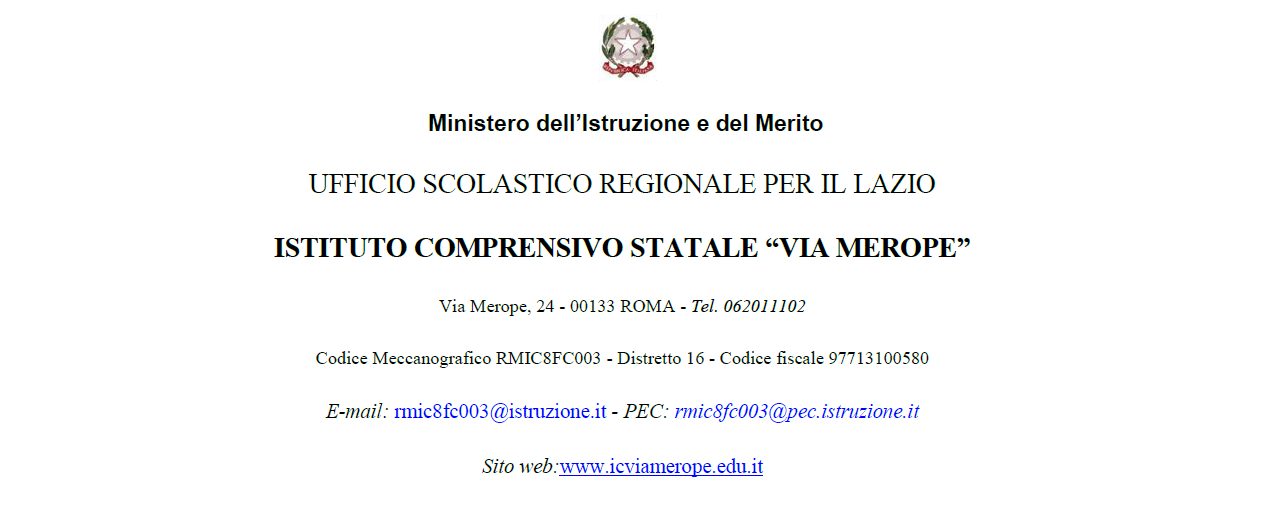 Ministero dell’Istruzione e del Merito
UFFICIO SCOLASTICO REGIONALE PER IL LAZIO
ISTITUTO COMPRENSIVO STATALE “VIA MEROPE”
Via Merope, 24 - 00133 ROMA - Tel. 062011102
Codice Meccanografico RMIC8FC003 - Distretto 16 - Codice fiscale 97713100580
E-mail: rmic8fc003@istruzione.it - PEC: rmic8fc003@pec.istruzione.it
Sito web:www.icviamerope.edu.it